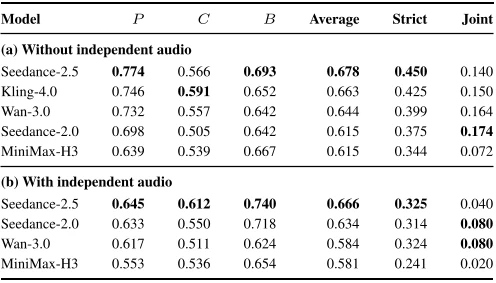 Model P C B Average Strict Joint
(a) Without independent audio
Seedance-2.5 0.774 0.566 0.693 0.678 0.450 0.140
Kling-4.0 0.746 0.591 0.652 0.663 0.425 0.150
Wan-3.0 0.732 0.557 0.642 0.644 0.399 0.164
Seedance-2.0 0.698 0.505 0.642 0.615 0.375 0.174
MiniMax-H3 0.639 0.539 0.667 0.615 0.344 0.072
(b) With independent audio
Seedance-2.5 0.645 0.612 0.740 0.666 0.325 0.040
Seedance-2.0 0.633 0.550 0.718 0.634 0.314 0.080
Wan-3.0 0.617 0.511 0.624 0.584 0.324 0.080
MiniMax-H3 0.553 0.536 0.654 0.581 0.241 0.020